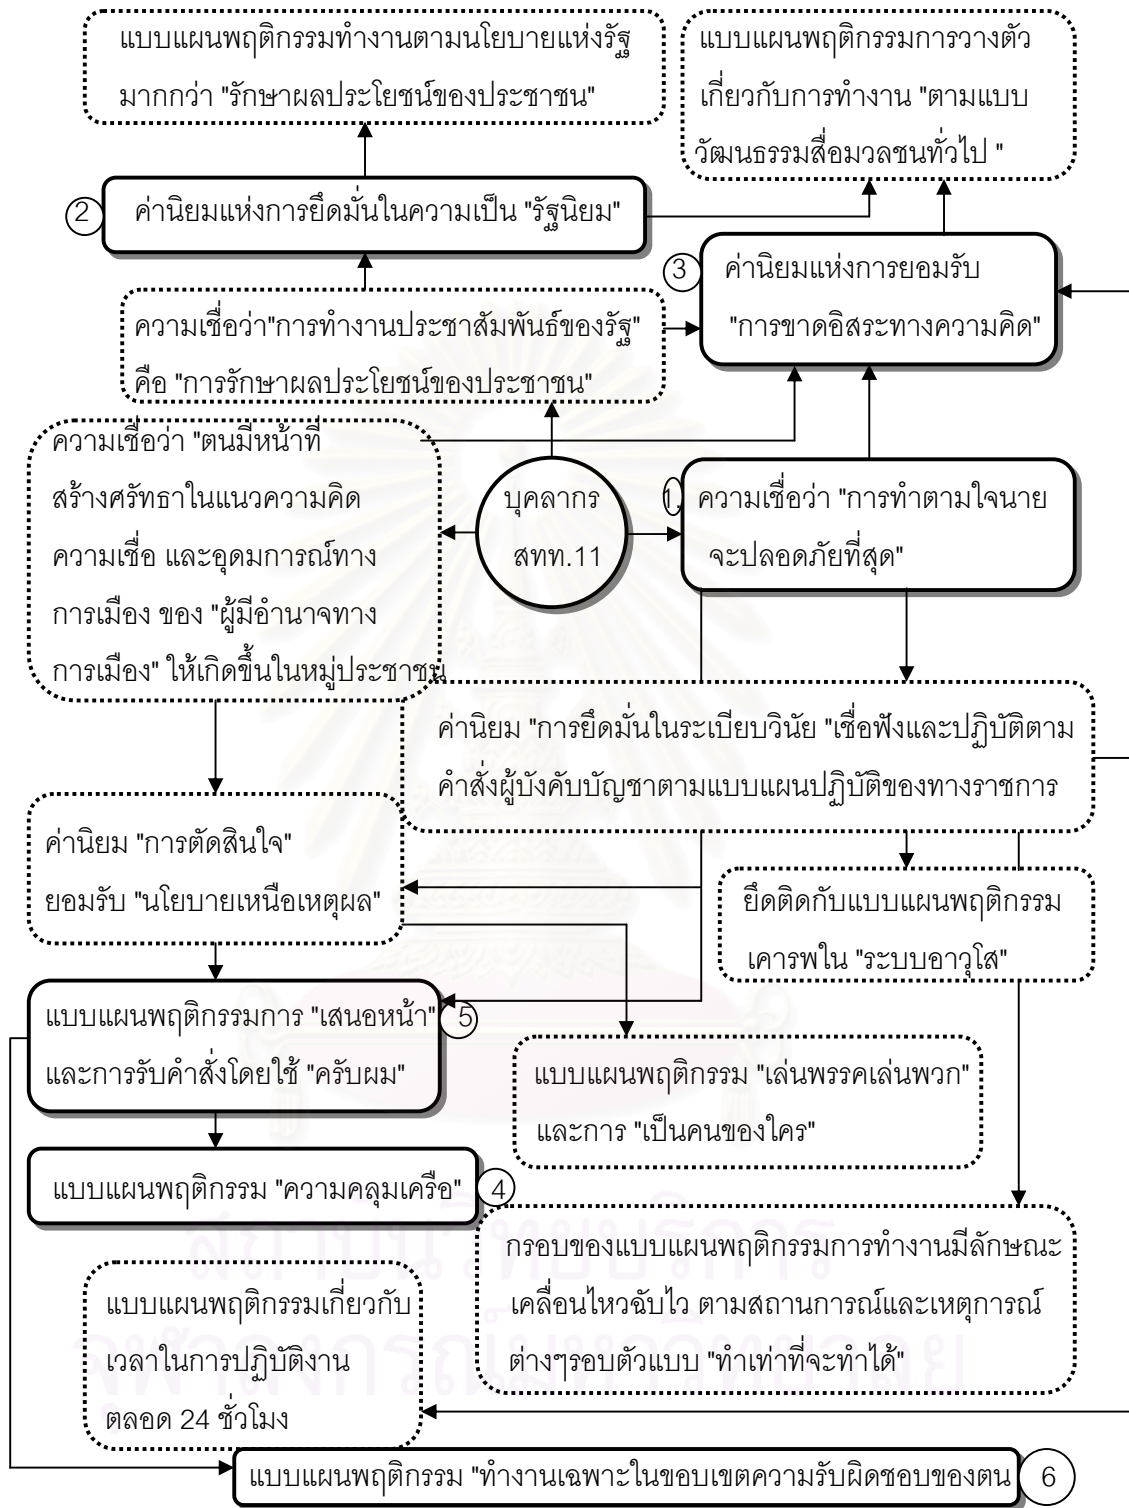 แบบแผนพฤติกรรมทำงานตามนโยบายแห่งรัฐ
มากกว่า "รักษาผลประโยชน์ของประชาชน"
แบบแผนพฤติกรรมการวางตัว
เกี่ยวกับการทำงาน "ตามแบบ
วัฒนธรรมสื่อมวลชนทั่วไป "
2
ค่านิยมแห่งการยึดมั่นในความเป็น "รัฐนิยม"
3
ค่านิยมแห่งการยอมรับ
"การขาดอิสระทางความคิด"
ความเชื่อว่า"การทำงานประชาสัมพันธ์ของรัฐ"
คือ "การรักษาผลประโยชน์ของประชาชน"
ความเชื่อว่า "ตนมีหน้าที่
สร้างศรัทธาในแนวความคิด
ความเชื่อ และอุดมการณ์ทาง
การเมือง ของ "ผู้มีอำนาจทาง
การเมือง" ให้เกิดขึ้นในหมู่ประชาชน
บุคลากร
สทท.11
1.
ความเชื่อว่า "การทำตามใจนาย
จะปลอดภัยที่สุด"
ค่านิยม "การยึดมั่นในระเบียบวินัย "เชื่อฟังและปฏิบัติตาม
คำสั่งผู้บังคับบัญชาตามแบบแผนปฏิบัติของทางราชการ
ค่านิยม "การตัดสินใจ"
ยอมรับ "นโยบายเหนือเหตุผล"
ยึดติดกับแบบแผนพฤติกรรม
เคารพใน "ระบบอาวุโส"
แบบแผนพฤติกรรมการ "เสนอหน้า"
และการรับคำสั่งโดยใช้ "ครับผม"
5
แบบแผนพฤติกรรม "เล่นพรรคเล่นพวก"
และการ "เป็นคนของใคร"
แบบแผนพฤติกรรม "ความคลุมเครือ"
4
กรอบของแบบแผนพฤติกรรมการทำงานมีลักษณะ
เคลื่อนไหวฉับไว ตามสถานการณ์และเหตุการณ์
ต่างๆรอบตัวแบบ "ทำเท่าที่จะทำได้"
แบบแผนพฤติกรรมเกี่ยวกับ
เวลาในการปฏิบัติงาน
ตลอด 24 ชั่วโมง
แบบแผนพฤติกรรม "ทำงานเฉพาะในขอบเขตความรับผิดชอบของตน
6
สถาบันวิทยบริการ
จุฬาลงกรณ์มหาวิทยาลัย